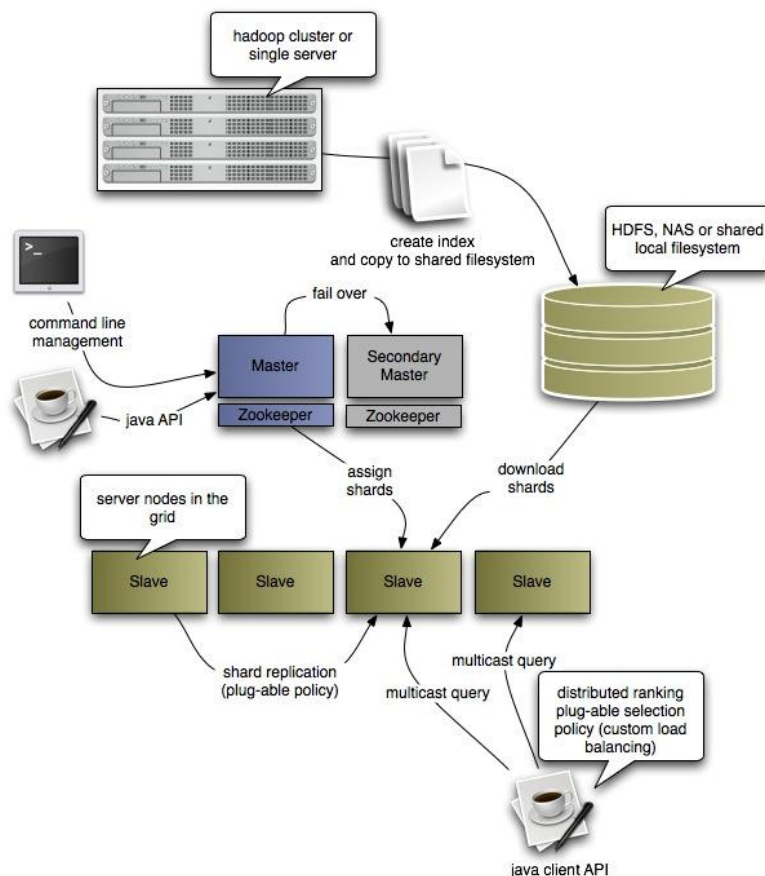 hadoop cluster or
single server
create index
and copy to shared filesystem
HDFS, NAS or shared
local filesystem
>_
command line
management
fail over
Master
Secondary
Master
Zookeeper
Zookeeper
java API
assign
shards
download
shards
server nodes in the
grid
Slave
Slave
Slave
Slave
shard replication
(plug-able policy)
multicast query
multicast query
distributed ranking
plug-able selection
policy (custom load
balancing)
java client API